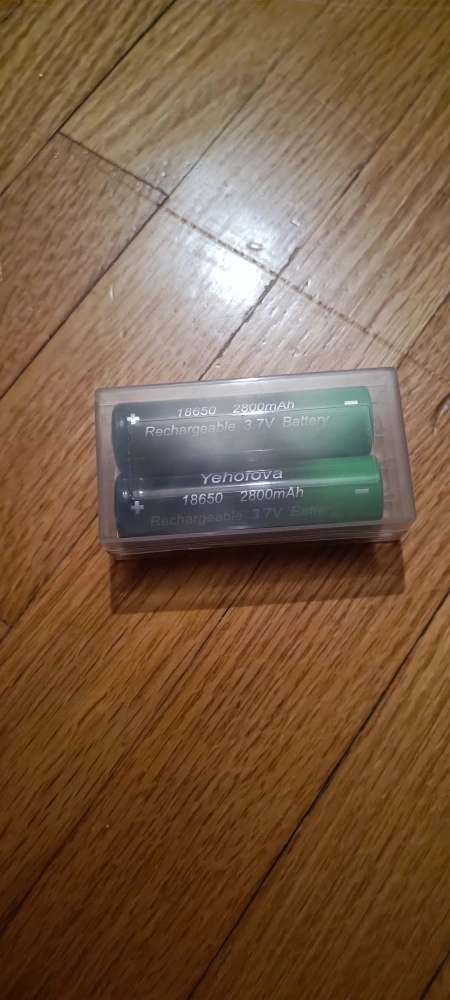 + 18650 2800mAh -
Rechargeable 3.7V Battery
Yehofova
+ 18650 2800mAh -
Rechargeable 3.7V Battery